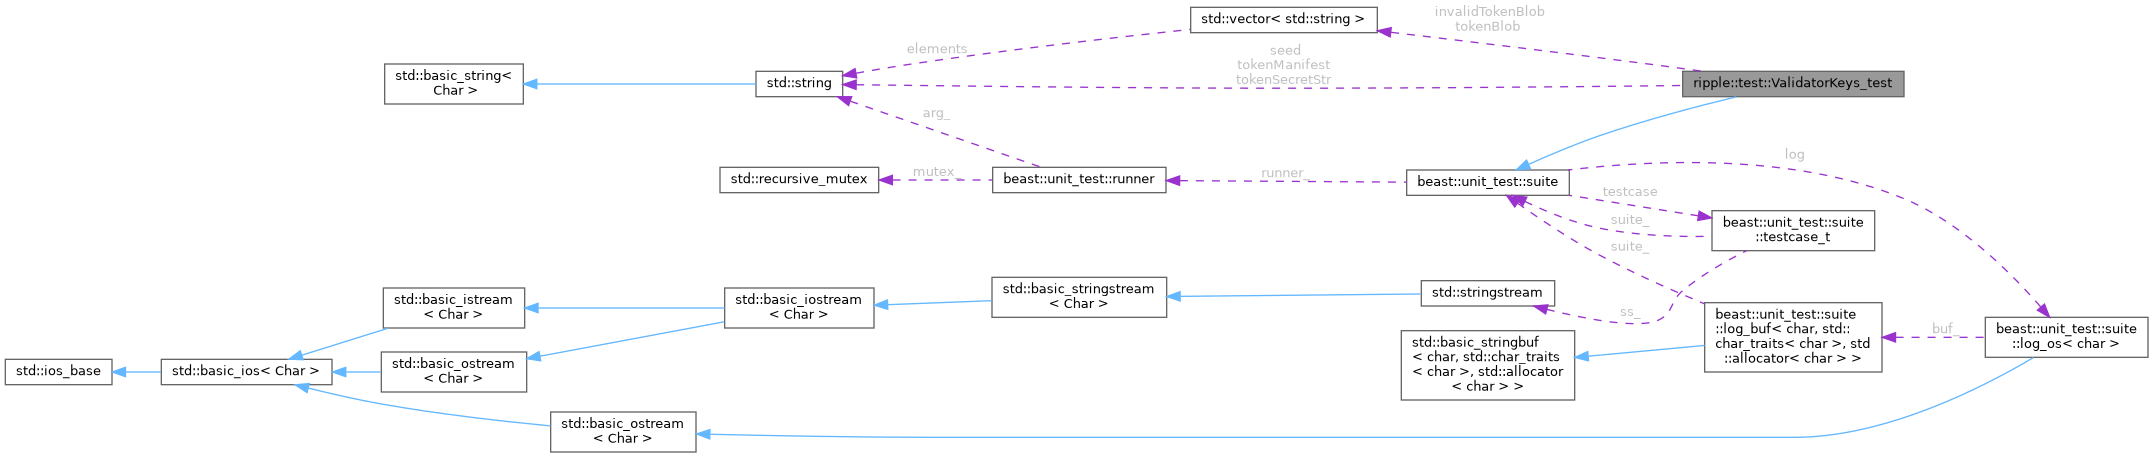 std::vector< std::string >
invalidTokenBlob
tokenBlob
elements
seed
tokenManifest
tokenSecretStr
std::basic_string<
Char >
std::string
ripple::test::ValidatorKeys_test
arg_
std::recursive_mutex
mutex_
beast::unit_test::runner
runner_
beast::unit_test::suite
log
testcase
suite_
beast::unit_test::suite
::testcase_t
suite_
std::basic_istream
< Char >
std::basic_iostream
< Char >
std::basic_stringstream
< Char >
std::stringstream
ss_
beast::unit_test::suite
::log_buf< char, std::
char_traits< char >, std
::allocator< char > >
buf_
beast::unit_test::suite
::log_os< char >
std::basic_stringbuf
< char, std::char_traits
< char >, std::allocator
< char > >
std::ios_base
std::basic_ios< Char >
std::basic_ostream
< Char >
std::basic_ostream
< Char >